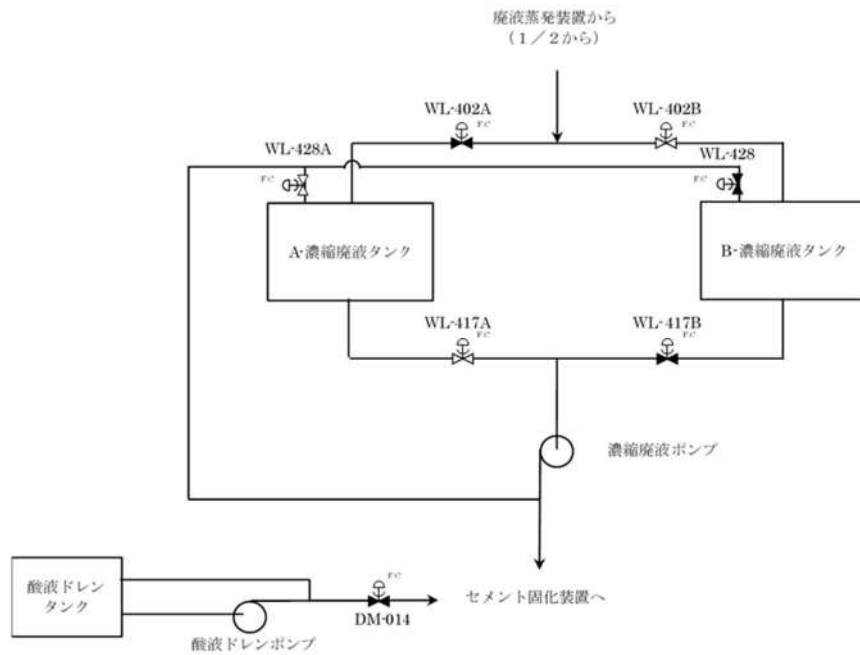 廃液蒸発装置から
(1/2から)
WL-402A
F.C
WL-402B
F.C
WL-428A
F.C
WL-428
F.C
A-濃縮廃液タンク
B-濃縮廃液タンク
WL-417A
F.C
WL-417B
F.C
濃縮廃液ポンプ
酸液ドレン
タンク
F.C
セメント固化装置へ
DM-014
酸液ドレンポンプ